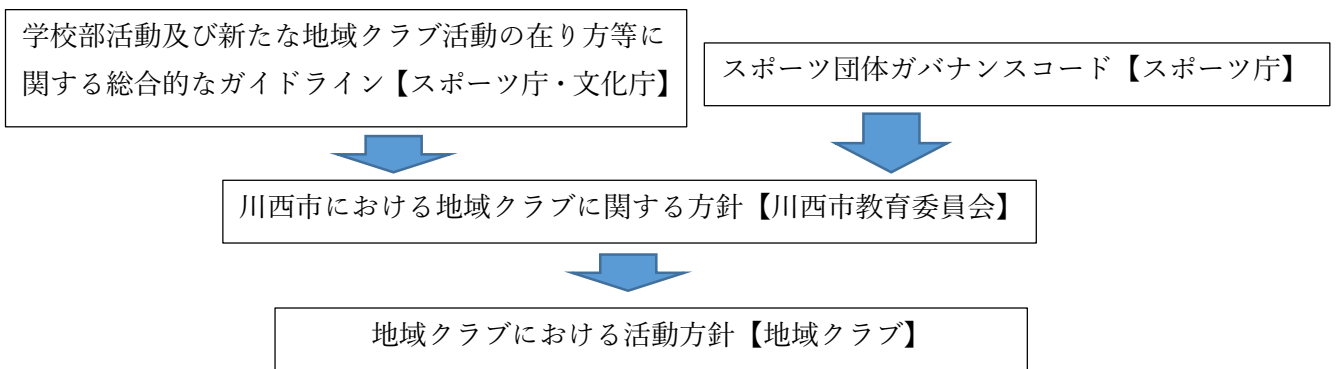 学校部活動及び新たな地域クラブ活動の在り方等に
関する総合的なガイドライン【スポーツ庁・文化庁】
スポーツ団体ガバナンスコード【スポーツ庁】
川西市における地域クラブに関する方針【川西市教育委員会】
地域クラブにおける活動方針【地域クラブ】